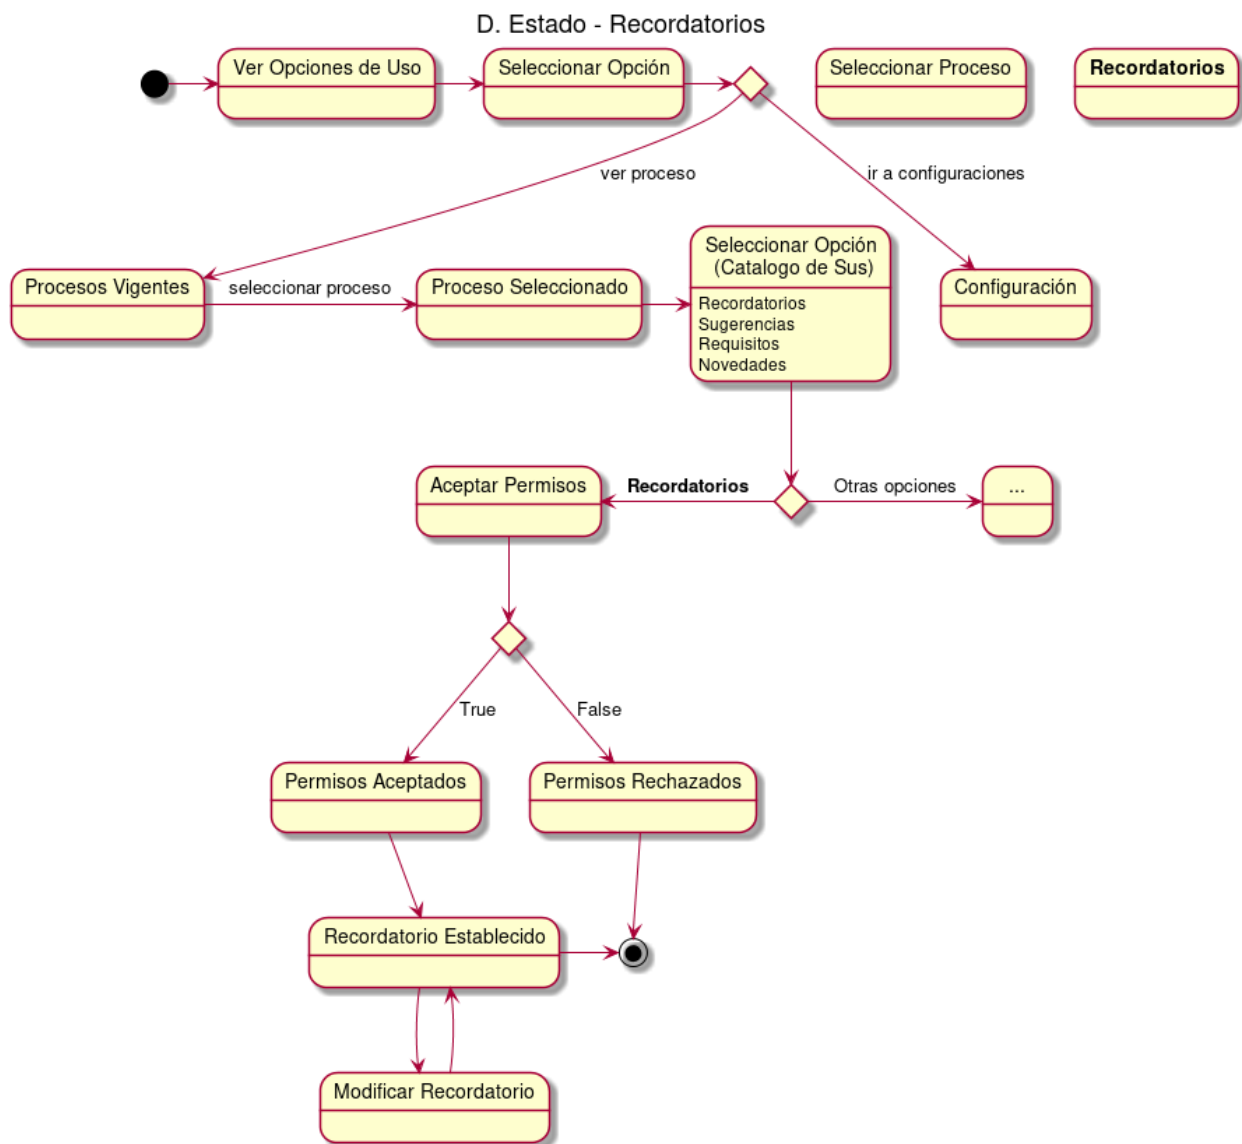 D. Estado - Recordatorios
Ver Opciones de Uso
Seleccionar Opción
Seleccionar Proceso
Recordatorios
ver proceso
ir a configuraciones
Procesos Vigentes
seleccionar proceso
Proceso Seleccionado
Seleccionar Opción
(Catalogo de Sus)
Recordatorios
Sugerencias
Requisitos
Novedades
Configuración
Aceptar Permisos
Recordatorios
Otras opciones
...
True
False
Permisos Aceptados
Permisos Rechazados
Recordatorio Establecido
Modificar Recordatorio